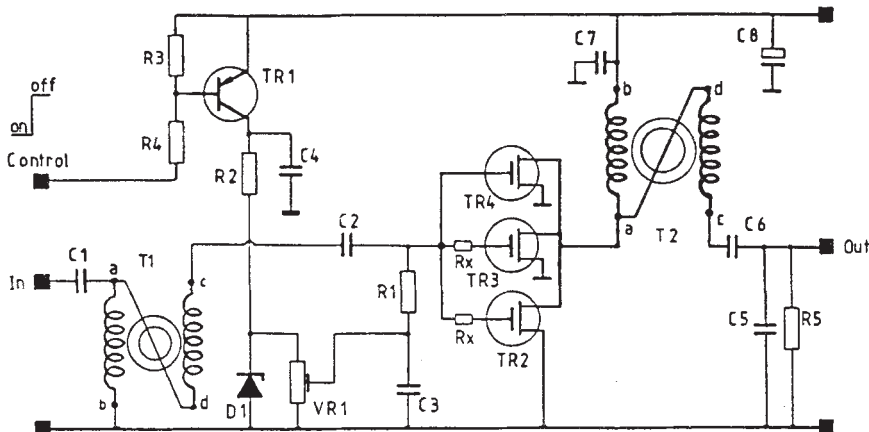 C7
C8
R3
TR1
off
b
d
on
R4
C4
Control
R2
TR4
a
c
C6
T2
C2
C1
a
T1
c
Rx
TR3
Out
In
R1
Rx
C5
R5
TR2
b
d
D1
VR1
C3